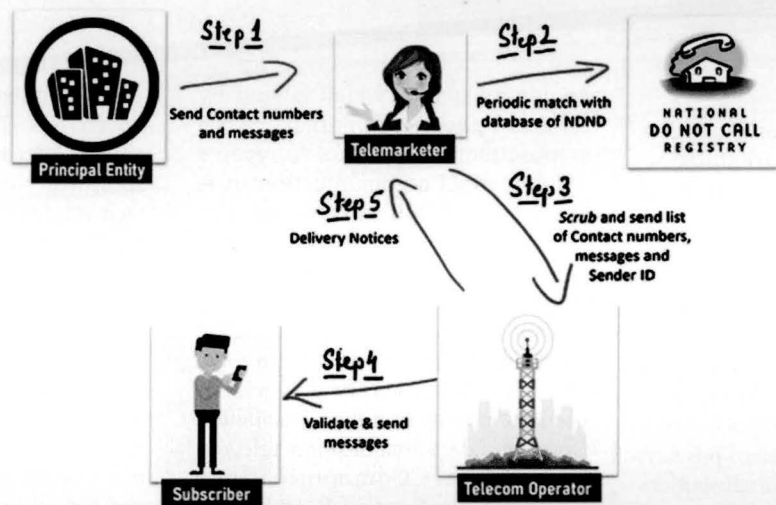 Step 1
Send Contact numbers
and messages
Principal Entity
Telemarketer
Step 2
Periodic match with
database of NDND
NATIONAL
DO NOT CALL
REGISTRY
Step 3
Scrub and send list
of Contact numbers,
messages and
Sender ID
Step 5
Delivery Notices
Step 4
Validate & send
messages
Subscriber
Telecom Operator